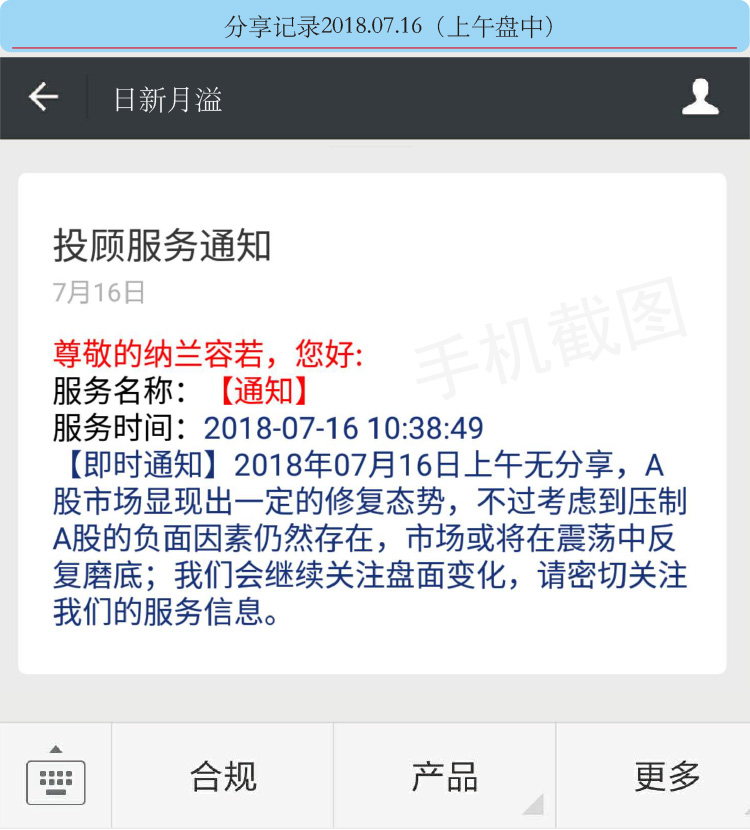 分享记录2018.07.16（上午盘中）
日新月溢
投顾服务通知
7月16日
手机截图
尊敬的纳兰容若，您好:
服务名称：【通知】
服务时间：2018-07-16 10:38:49
【即时通知】2018年07月16日上午无分享，A
股市场显现出一定的修复态势，不过考虑到压制
A股的负面因素仍然存在，市场或将在震荡中反
复磨底；我们会继续关注盘面变化，请密切关注
我们的服务信息。
合规
产品
更多